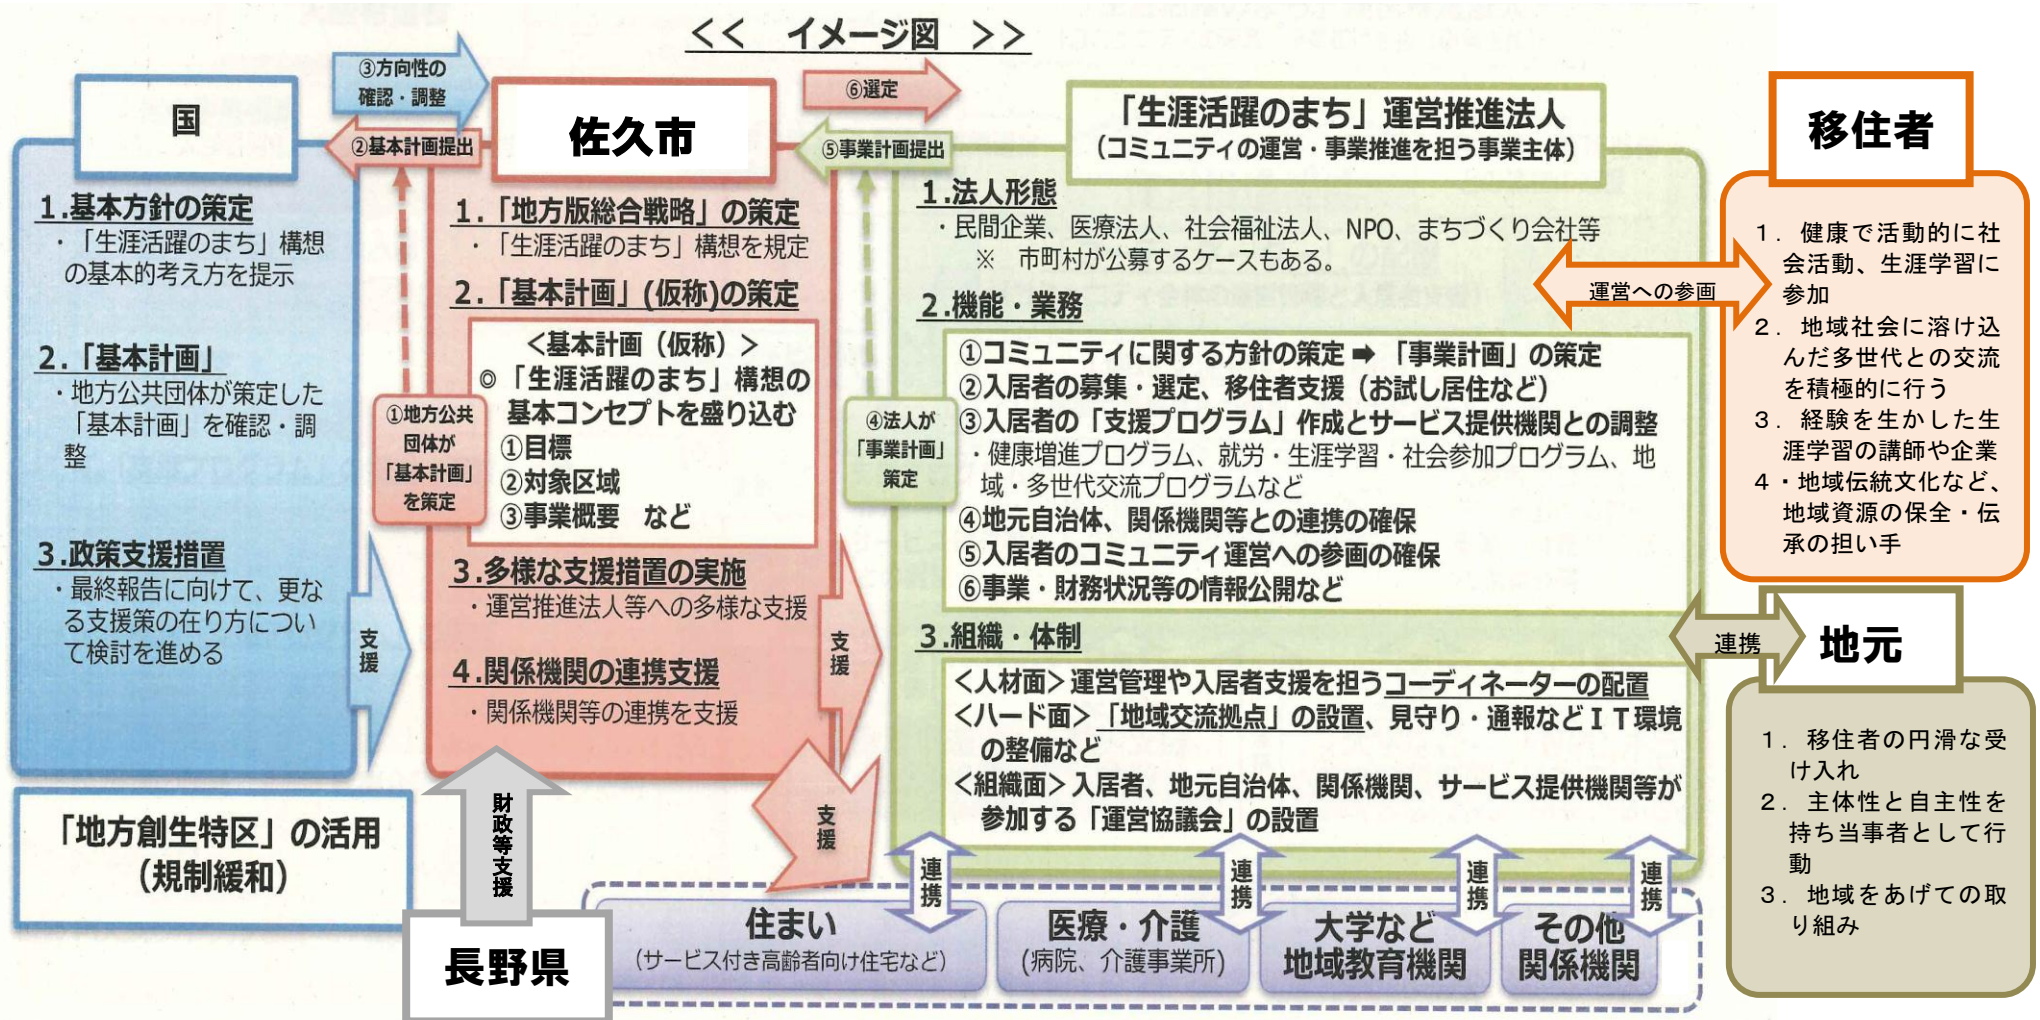 << イメージ図 >>
国
1.基本方針の策定
・「生涯活躍のまち」構想
の基本的考え方を提示
2.「基本計画」
・地方公共団体が策定した
「基本計画」を確認・調
整
3.政策支援措置
・最終報告に向けて、更な
る支援策の在り方につい
て検討を進める
「地方創生特区」の活用
（規制緩和）
③方向性の
確認・調整
②基本計画提出
①地方公共
団体が
「基本計画」
を策定
支援
佐久市
1.「地方版総合戦略」の策定
・「生涯活躍のまち」構想を規定
2.「基本計画」(仮称)の策定
＜基本計画（仮称）＞
◎「生涯活躍のまち」構想の
基本コンセプトを盛り込む
①目標
②対象区域
③事業概要　など
3.多様な支援措置の実施
・運営推進法人等への多様な支援
4.関係機関の連携支援
・関係機関等の連携を支援
財政等支援
長野県
⑥選定
⑤事業計画提出
④法人が
「事業計画」
策定
支援
支援
「生涯活躍のまち」運営推進法人
（コミュニティの運営・事業推進を担う事業主体）
1.法人形態
・民間企業、医療法人、社会福祉法人、NPO、まちづくり会社等
※　市町村が公募するケースもある。
2.機能・業務
①コミュニティに関する方針の策定 ➡ 「事業計画」の策定
②入居者の募集・選定、移住者支援（お試し居住など）
③入居者の「支援プログラム」作成とサービス提供機関との調整
・健康増進プログラム、就労・生涯学習・社会参加プログラム、地
域・多世代交流プログラムなど
④地元自治体、関係機関等との連携の確保
⑤入居者のコミュニティ運営への参画の確保
⑥事業・財務状況等の情報公開など
3.組織・体制
＜人材面＞運営管理や入居者支援を担うコーディネーターの配置
＜ハード面＞「地域交流拠点」の設置、見守り・通報などＩＴ環境
の整備など
＜組織面＞入居者、地元自治体、関係機関、サービス提供機関等が
参加する「運営協議会」の設置
連携
連携
連携
連携
住まい
（サービス付き高齢者向け住宅など）
医療・介護
(病院、介護事業所)
大学など
地域教育機関
その他
関係機関
運営への参画
移住者
１．健康で活動的に社
会活動、生涯学習に
参加
２．地域社会に溶け込
んだ多世代との交流
を積極的に行う
３．経験を生かした生
涯学習の講師や企業
４・地域伝統文化など、
地域資源の保全・伝
承の担い手
連携
地元
１．移住者の円滑な受
け入れ
２．主体性と自主性を
持ち当事者として行
動
３．地域をあげての取
り組み